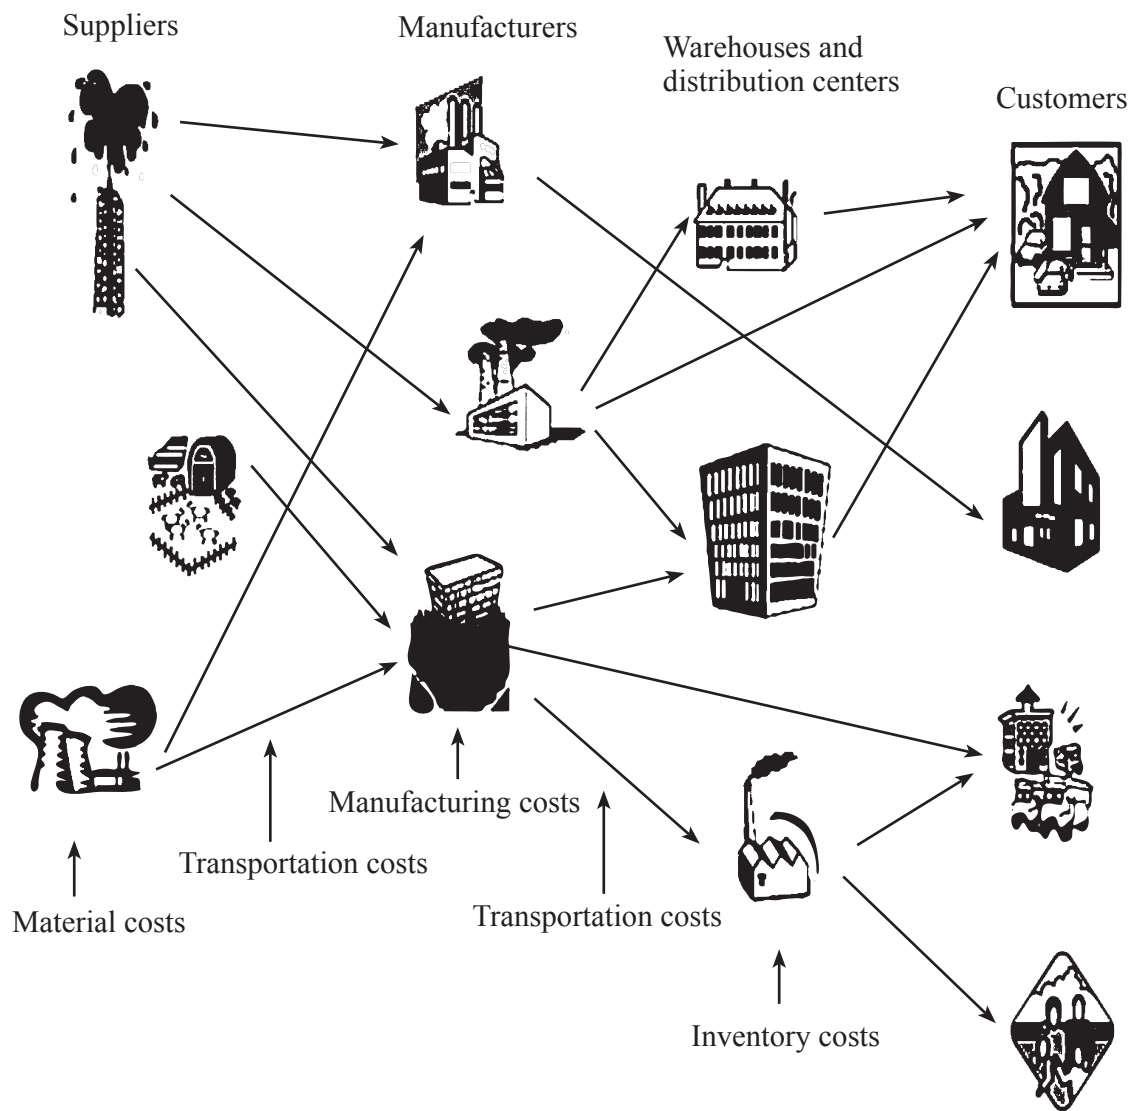 Suppliers
Manufacturers
Warehouses and
distribution centers
Customers
Manufacturing costs
Transportation costs
Transportation costs
Material costs
Inventory costs